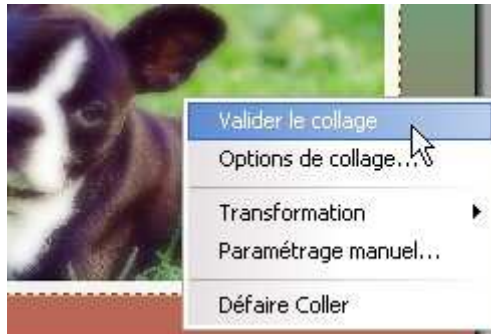 Valider le collage
Options de collage...
Transformation
Paramétrage manuel...
Défaire Coller